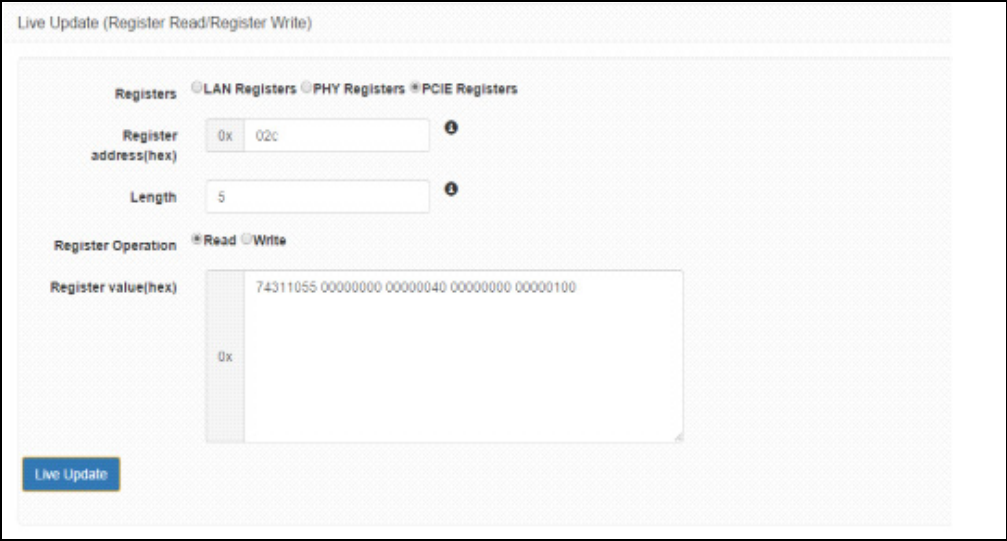 Live Update (Register Read/Register Write)
Registers LAN Registers PHY Registers PCIE Registers
Register address(hex) 0x 02c
Length 5
Register Operation Read Write
Register value(hex) 0x 74311055 00000000 00000040 00000000 00000100
Live Update